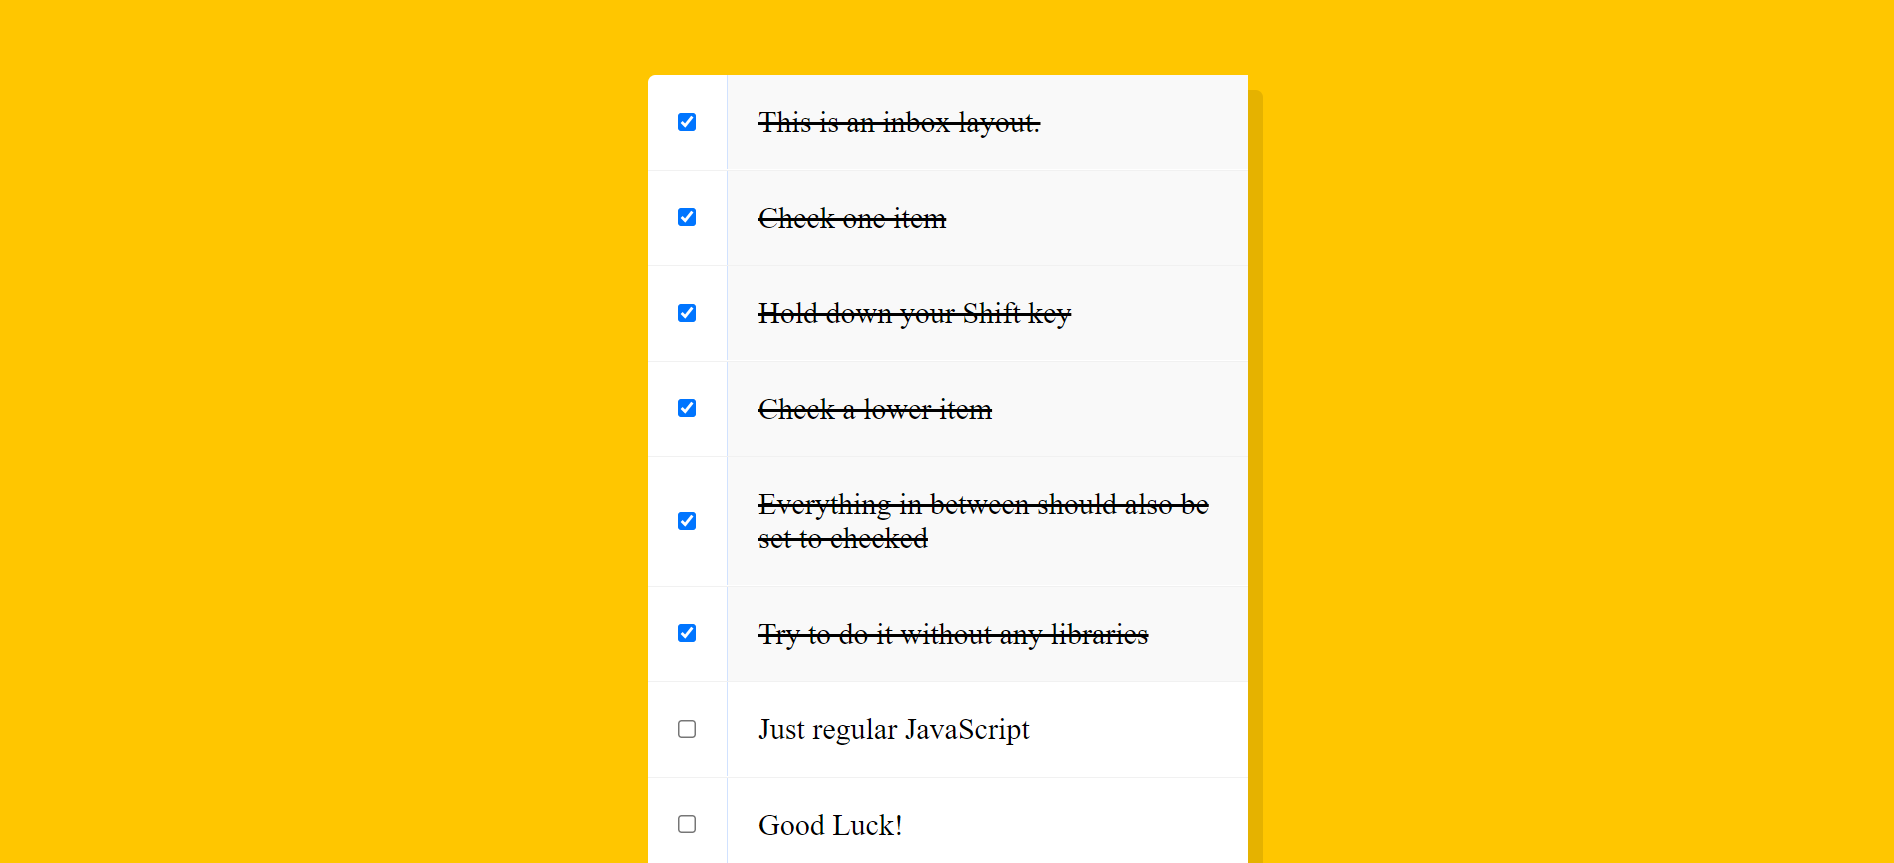 This is an inbox layout.
Check one item
Hold down your Shift key
Check a lower item
Everything in between should also be
set to checked
Try to do it without any libraries
Just regular JavaScript
Good Luck!